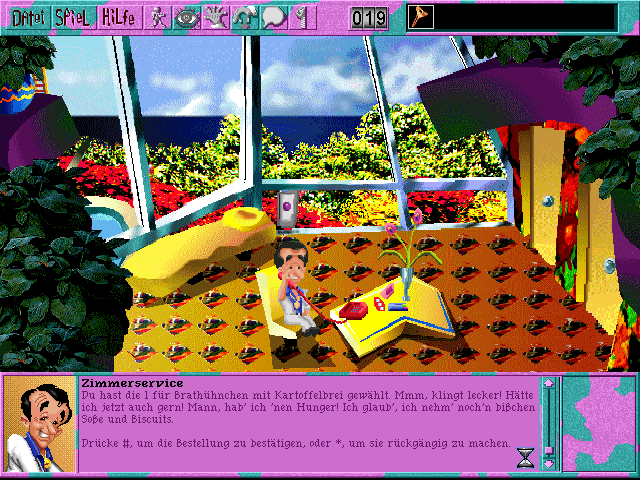 Datei Spiel Hilfe
019
Zimmerservice
Du hast die 1 für Brathühnchen mit Kartoffelbrei gewählt. Mmm, klingt lecker! Hätte
ich jetzt auch gern! Mann, hab' ich 'nen Hunger! Ich glaub', ich nehm' noch'n bißchen
Soße und Biscuits.
Drücke #, um die Bestellung zu bestätigen, oder *, um sie rückgängig zu machen.